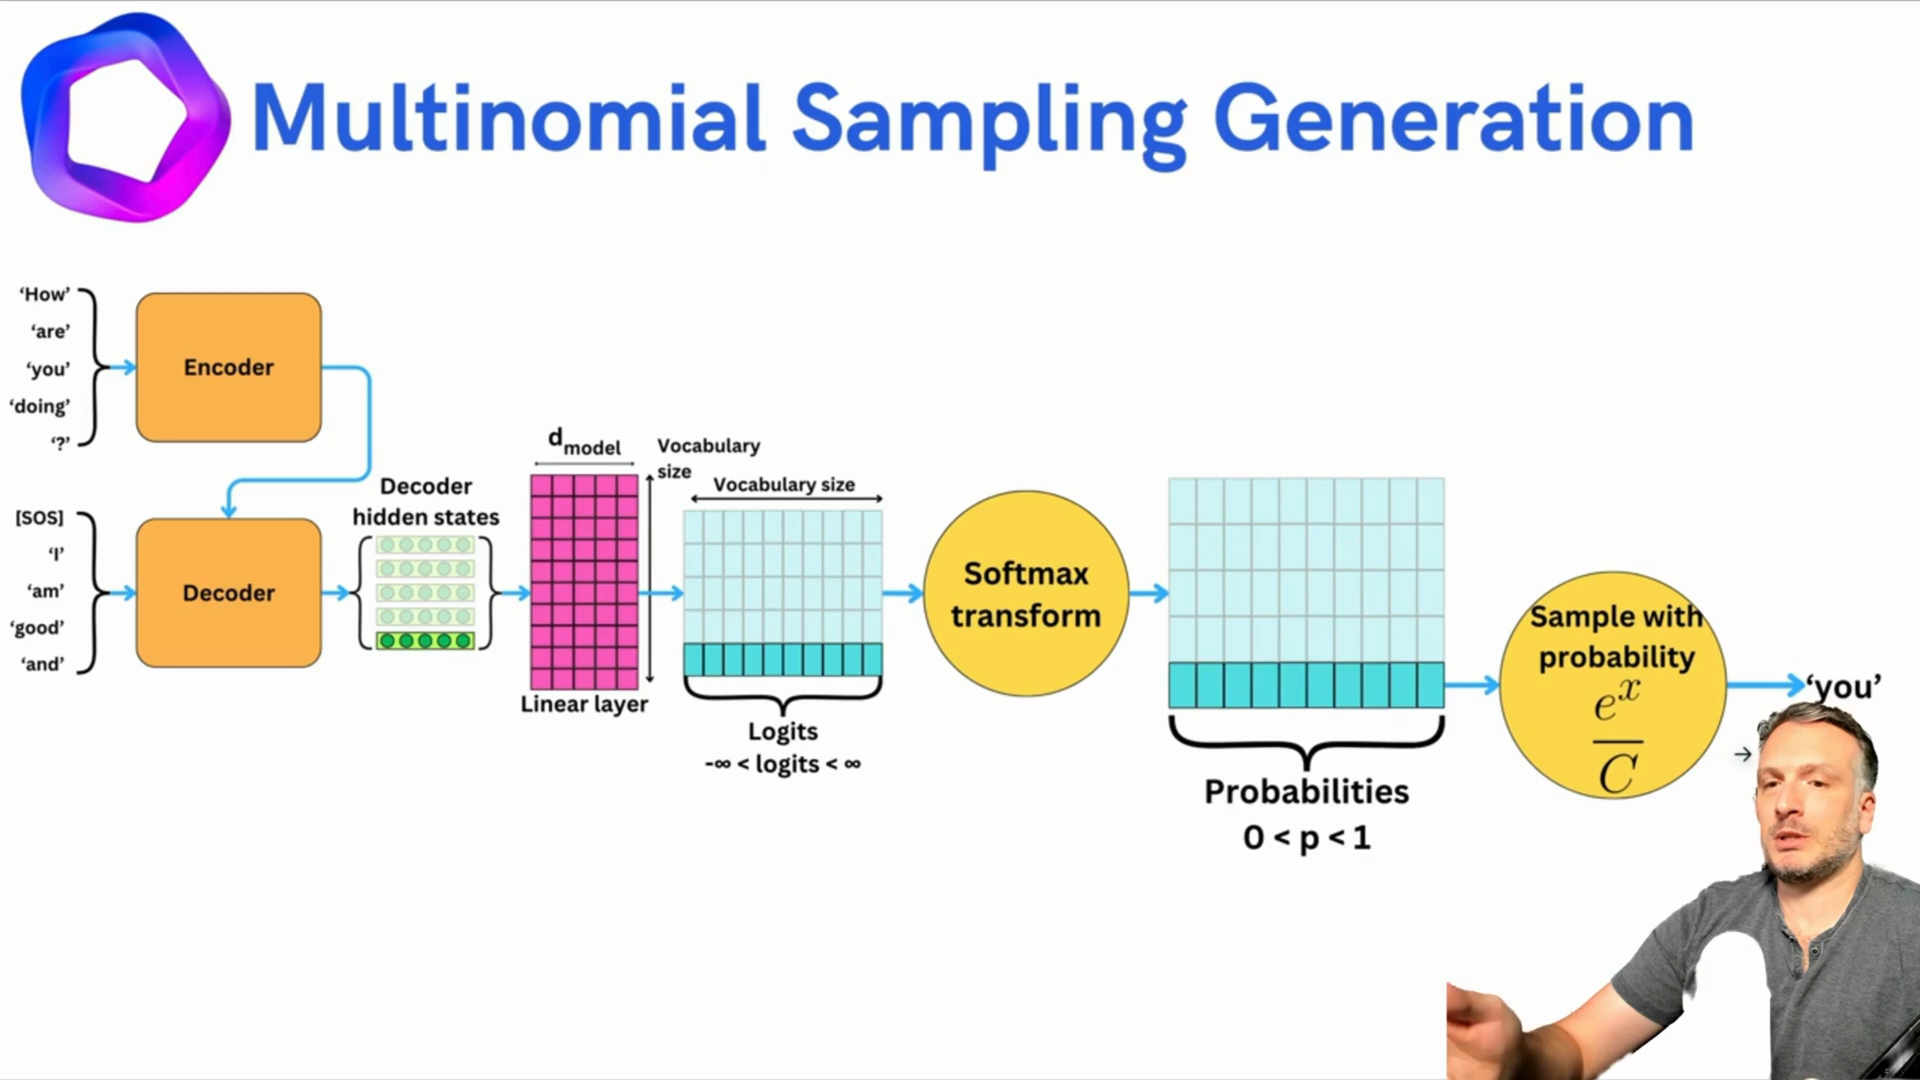 Multinomial Sampling Generation
‘How’
‘are’
‘you’
‘doing’
‘?’
Encoder
[SOS]
‘I’
‘am’
‘good’
‘and’
Decoder
Decoder
hidden states
dmodel
Vocabulary
size
Linear layer
Vocabulary size
Logits
-∞ < logits < ∞
Softmax
transform
Probabilities
0 < p < 1
Sample with
probability
e^x
C
‘you’
→